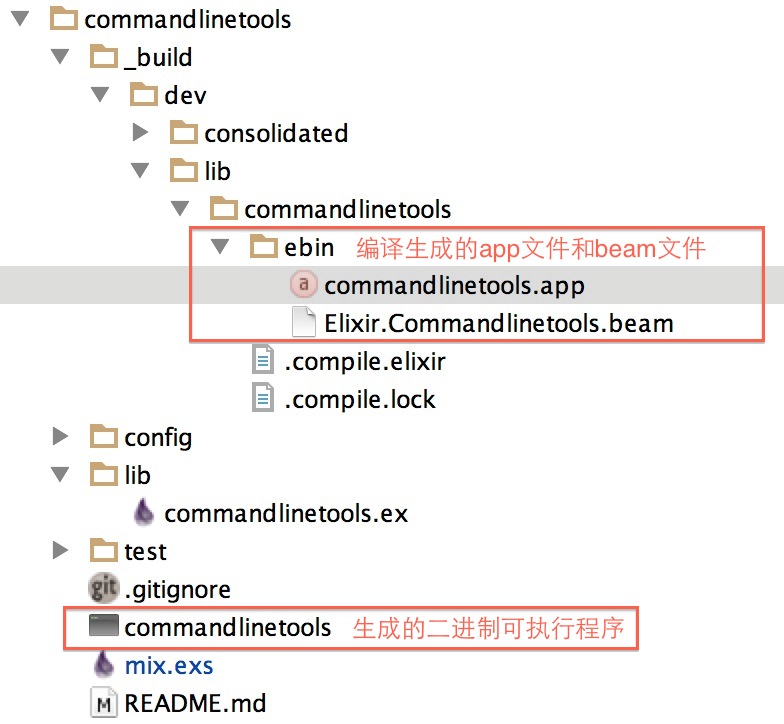 commandlinetools
_build
dev
consolidated
lib
commandlinetools
ebin 编译生成的app文件和beam文件
a commandlinetools.app
Elixir.Commandlinetools.beam
.compile.elixir
.compile.lock
config
lib
commandlinetools.ex
test
git .gitignore
commandlinetools 生成的二进制可执行程序
mix.exs
M README.md